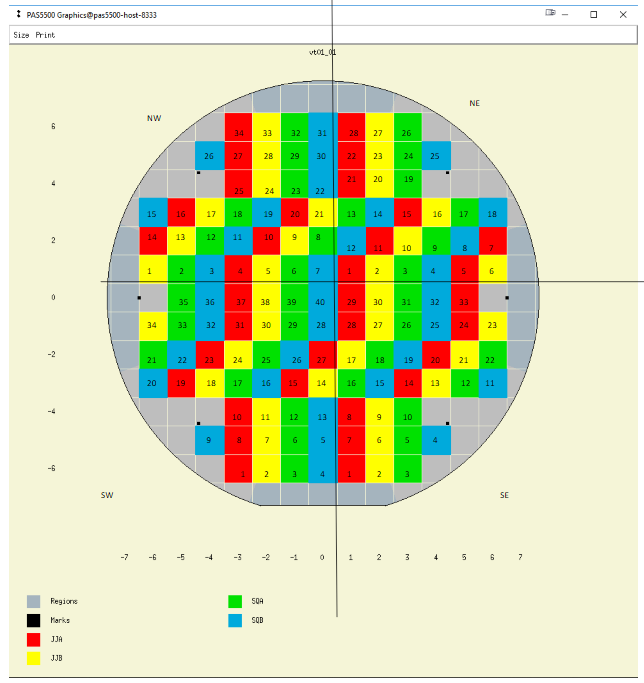 PAS5500 Graphics@pas5500-host-8333
Size Print
vt01_01
NW NE
6 34 33 32 31 28 27 26
26 27 28 29 30 22 23 24 25
4 25 24 23 22 21 20 19
15 16 17 18 19 20 21 13 14 15 16 17 18
2 14 13 12 11 10 9 8 12 11 10 9 8 7
1 2 3 4 5 6 7 1 2 3 4 5 6
0 35 36 37 38 39 40 29 30 31 32 33
34 33 32 31 30 29 28 28 27 26 25 24 23
-2 21 22 23 24 25 26 27 17 18 19 20 21 22
20 19 18 17 16 15 14 16 15 14 13 12 11
-4 10 11 12 13 8 9 10
9 8 7 6 5 7 6 5 4
-6 1 2 3 4 1 2 3
SW SE
-7 -6 -5 -4 -3 -2 -1 0 1 2 3 4 5 6 7
Regions SQA
Marks SQB
JJA
JJB